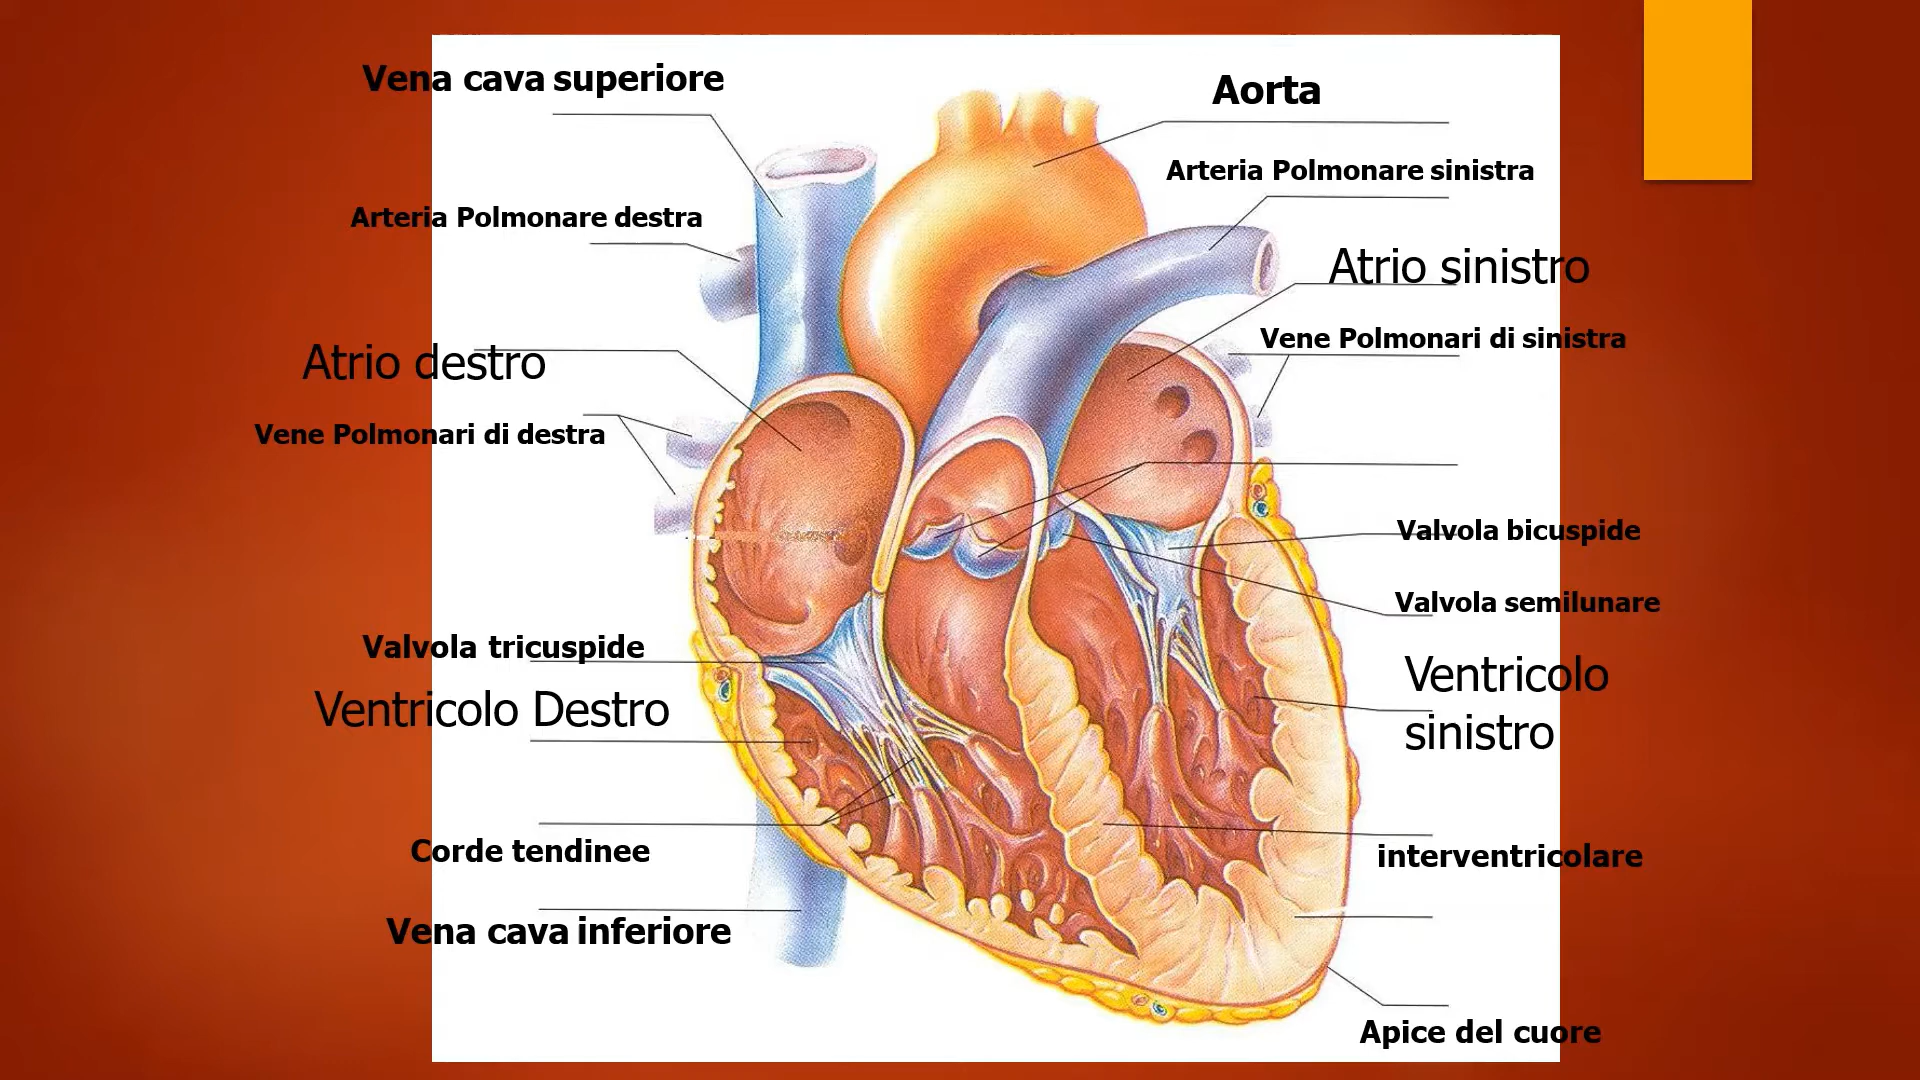 Vena cava superiore
Aorta
Arteria Polmonare sinistra
Arteria Polmonare destra
Atrio sinistro
Vene Polmonari di sinistra
Atrio destro
Vene Polmonari di destra
Valvola bicuspide
Valvola semilunare
Valvola tricuspide
Ventricolo Destro
Ventricolo
sinistro
Corde tendinee
interventricolare
Vena cava inferiore
Apice del cuore